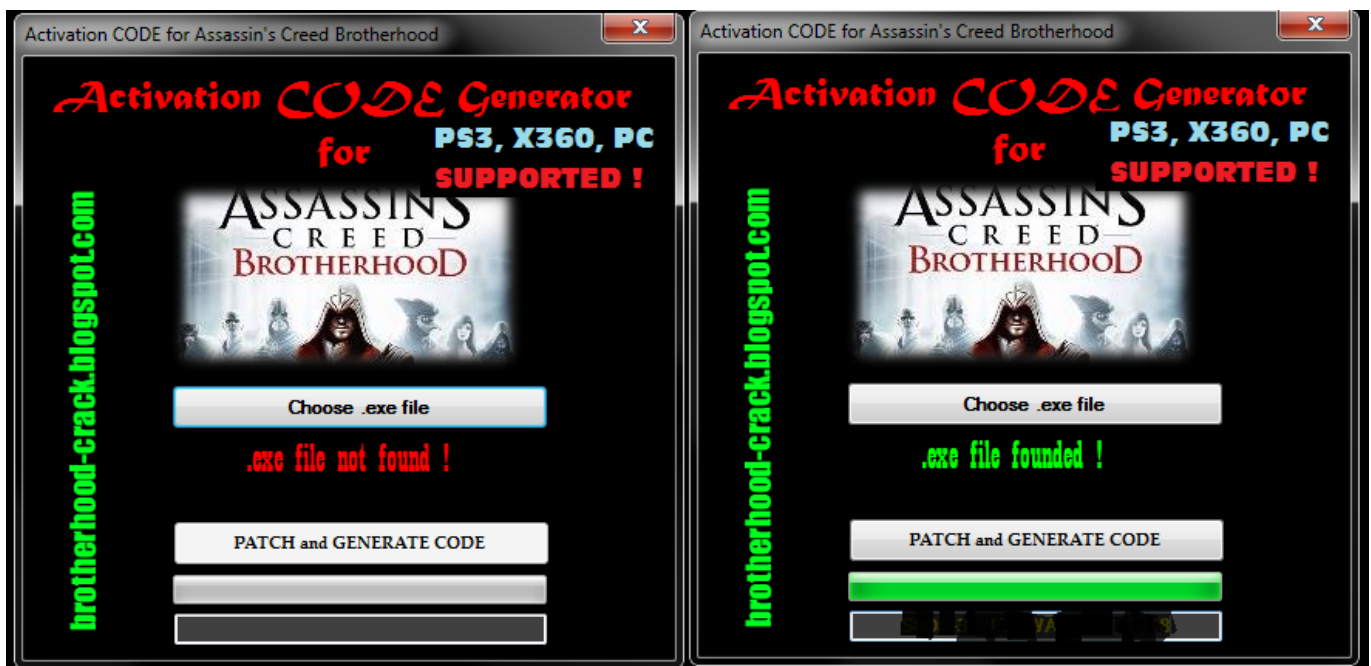 Activation CODE for Assassin's Creed Brotherhood
X
Activation CODE Generator
for
PS3, X360, PC
SUPPORTED !
brotherhood-crack.blogspot.com
ASSASSIN'S
CREED
BROTHERHOOD
Choose .exe file
.exe file not found !
PATCH and GENERATE CODE
Activation CODE for Assassin's Creed Brotherhood
X
Activation CODE Generator
for
PS3, X360, PC
SUPPORTED !
brotherhood-crack.blogspot.com
ASSASSIN'S
CREED
BROTHERHOOD
Choose .exe file
.exe file founded !
PATCH and GENERATE CODE